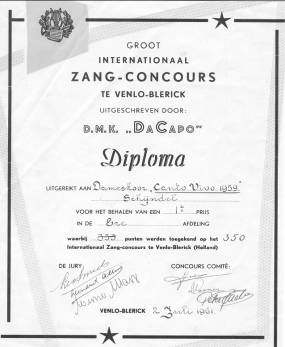 GROOT
INTERNATIONAAL
ZANG-CONCOURS
TE VENLO-BLERICK
UITGESCHREVEN DOOR:
D.M.K. „DACAPO”
Diploma
UITGEREIKT AAN Dameskoor „Canto Vivo 1959”
Schijndel
VOOR HET BEHALEN VAN EEN 1e PRIJS
IN DE Ere AFDELING
waarbij 333 punten werden toegekend op het 350
Internationaal Zang-concours te Venlo-Blerick (Holland)
DE JURY CONCOURS COMITÉ:
VENLO-BLERICK 2 Juli 1961.